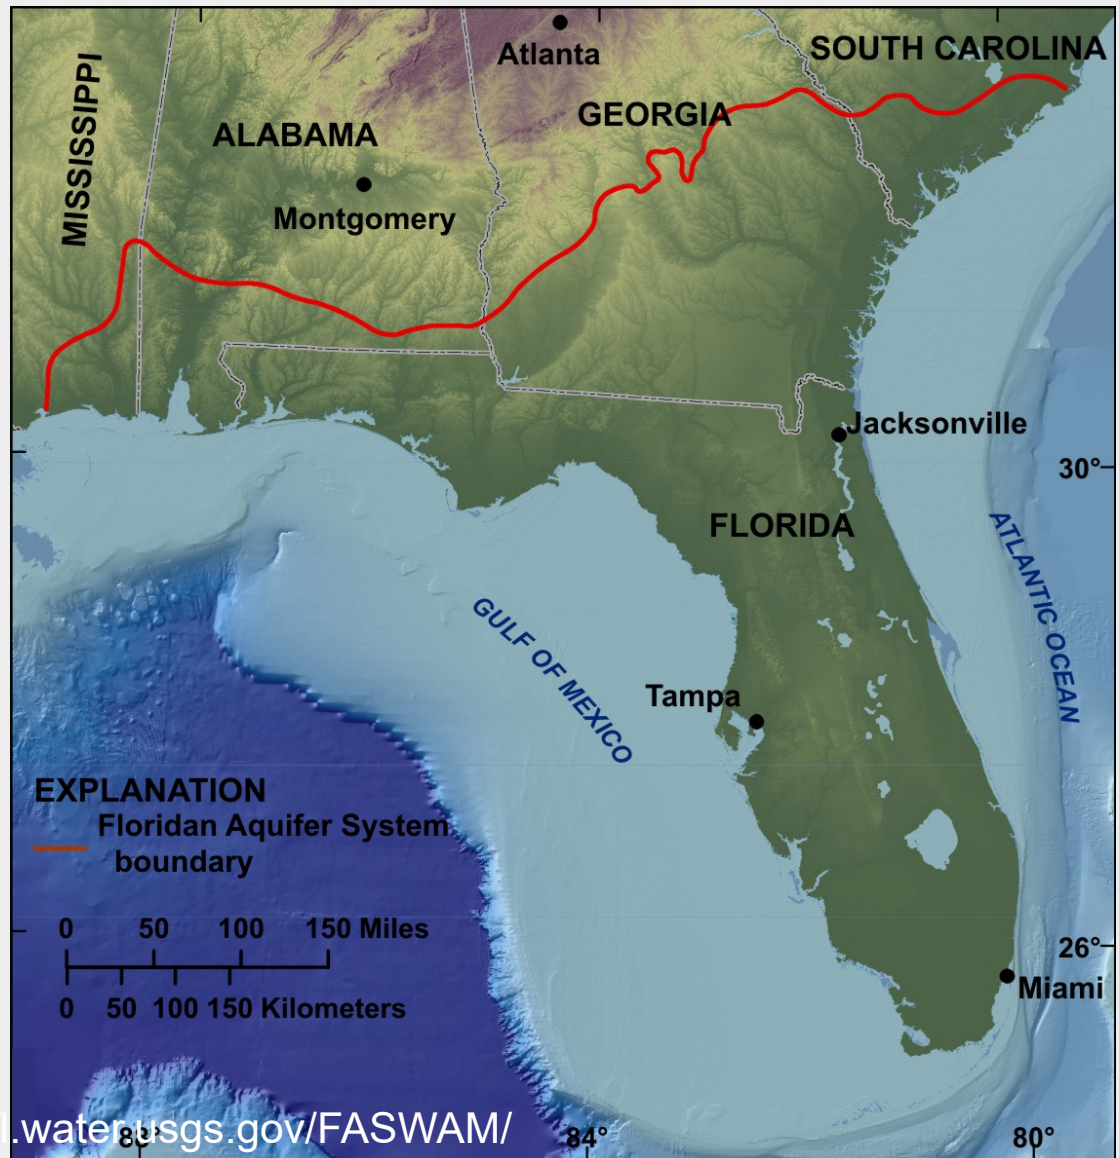 Atlanta
SOUTH CAROLINA
MISSISSIPPI
ALABAMA
GEORGIA
Montgomery
Jacksonville
30°
FLORIDA
ATLANTIC OCEAN
GULF OF MEXICO
Tampa
EXPLANATION
Floridan Aquifer System
boundary
0 50 100 150 Miles
0 50 100 150 Kilometers
26°
Miami
l.water.usgs.gov/FASWAM/
88° 84° 80°